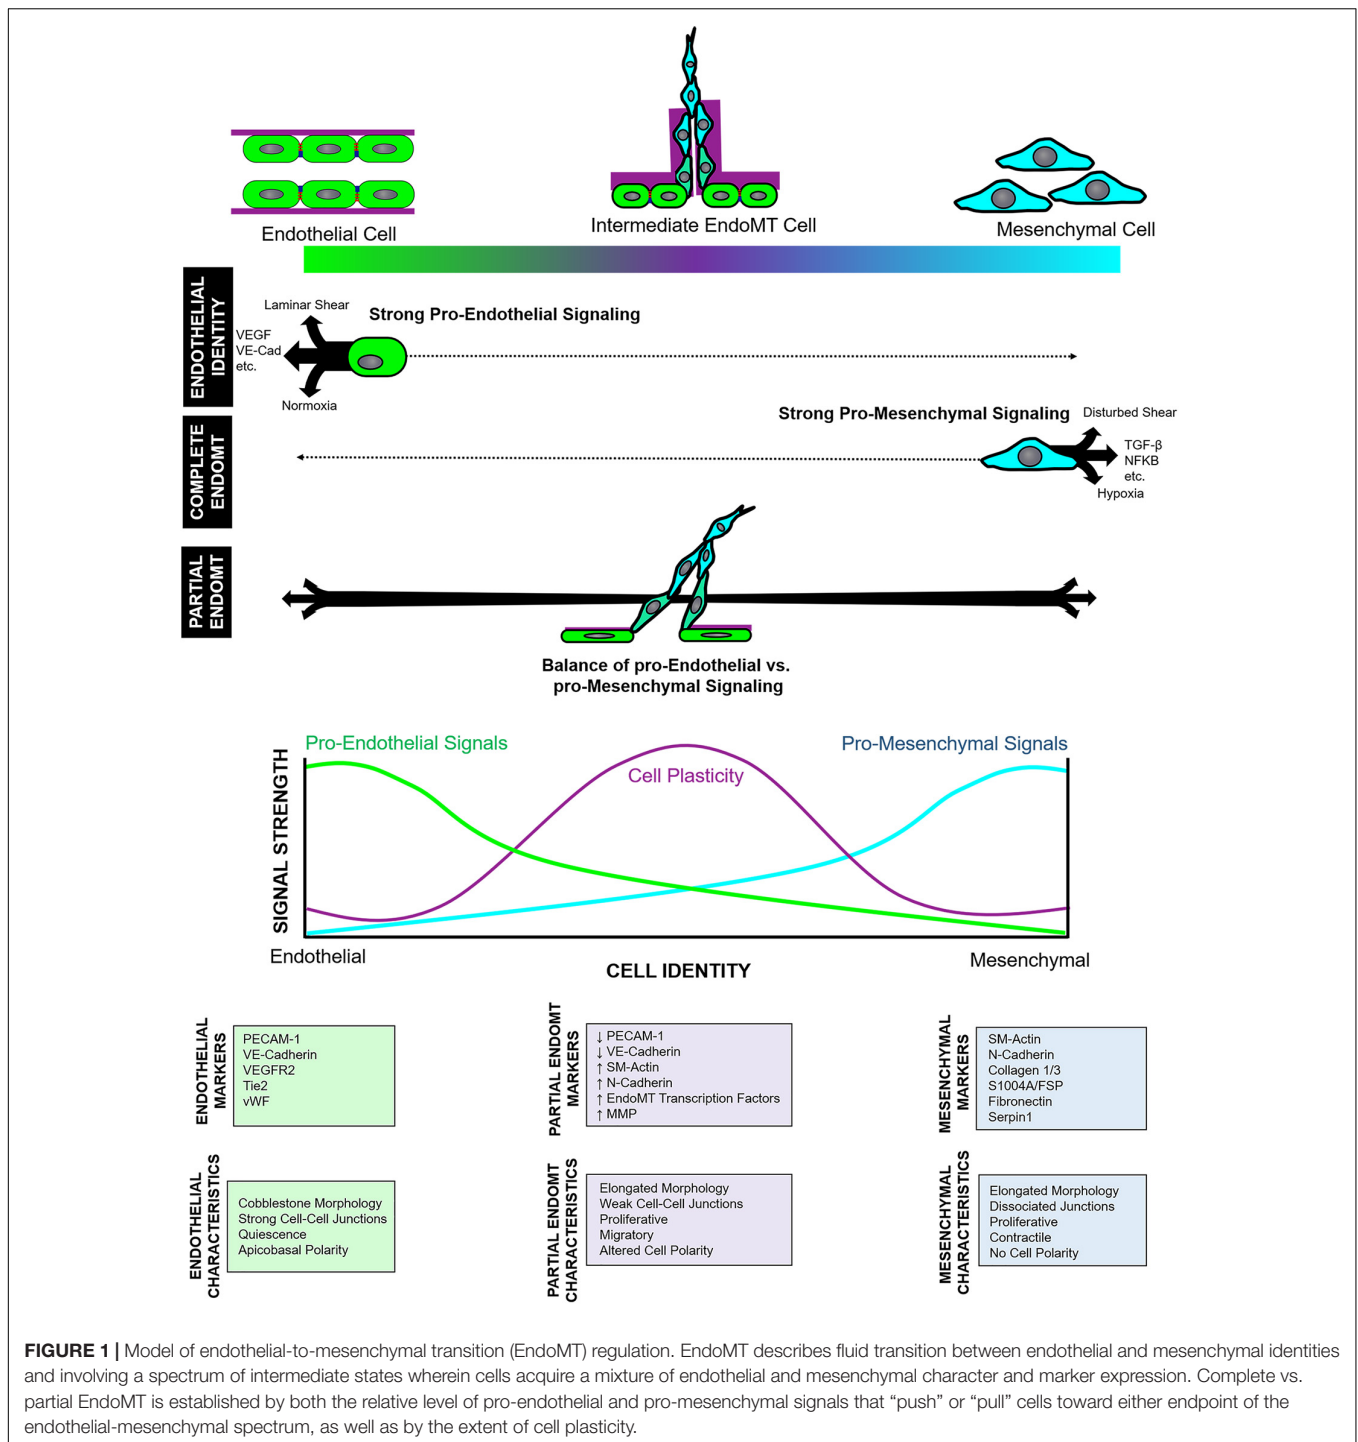 Endothelial Cell
Intermediate EndoMT Cell
Mesenchymal Cell
ENDOTHELIAL
IDENTITY
Laminar Shear
VEGF
VE-Cad
etc.
Normoxia
Strong Pro-Endothelial Signaling
COMPLETE
ENDOMT
Strong Pro-Mesenchymal Signaling
Disturbed Shear
TGF-β
NFKB
etc.
Hypoxia
PARTIAL
ENDOMT
Balance of pro-Endothelial vs.
pro-Mesenchymal Signaling
SIGNAL STRENGTH
Pro-Endothelial Signals
Cell Plasticity
Pro-Mesenchymal Signals
Endothelial
CELL IDENTITY
Mesenchymal
ENDOTHELIAL
MARKERS
PECAM-1
VE-Cadherin
VEGFR2
Tie2
vWF
PARTIAL ENDOMT
MARKERS
↓ PECAM-1
↓ VE-Cadherin
↑ SM-Actin
↑ N-Cadherin
↑ EndoMT Transcription Factors
↑ MMP
MESENCHYMAL
MARKERS
SM-Actin
N-Cadherin
Collagen 1/3
S1004A/FSP
Fibronectin
Serpin1
ENDOTHELIAL
CHARACTERISTICS
Cobblestone Morphology
Strong Cell-Cell Junctions
Quiescence
Apicobasal Polarity
PARTIAL ENDOMT
CHARACTERISTICS
Elongated Morphology
Weak Cell-Cell Junctions
Proliferative
Migratory
Altered Cell Polarity
MESENCHYMAL
CHARACTERISTICS
Elongated Morphology
Dissociated Junctions
Proliferative
Contractile
No Cell Polarity
FIGURE 1 | Model of endothelial-to-mesenchymal transition (EndoMT) regulation. EndoMT describes fluid transition between endothelial and mesenchymal identities
and involving a spectrum of intermediate states wherein cells acquire a mixture of endothelial and mesenchymal character and marker expression. Complete vs.
partial EndoMT is established by both the relative level of pro-endothelial and pro-mesenchymal signals that “push” or “pull” cells toward either endpoint of the
endothelial-mesenchymal spectrum, as well as by the extent of cell plasticity.